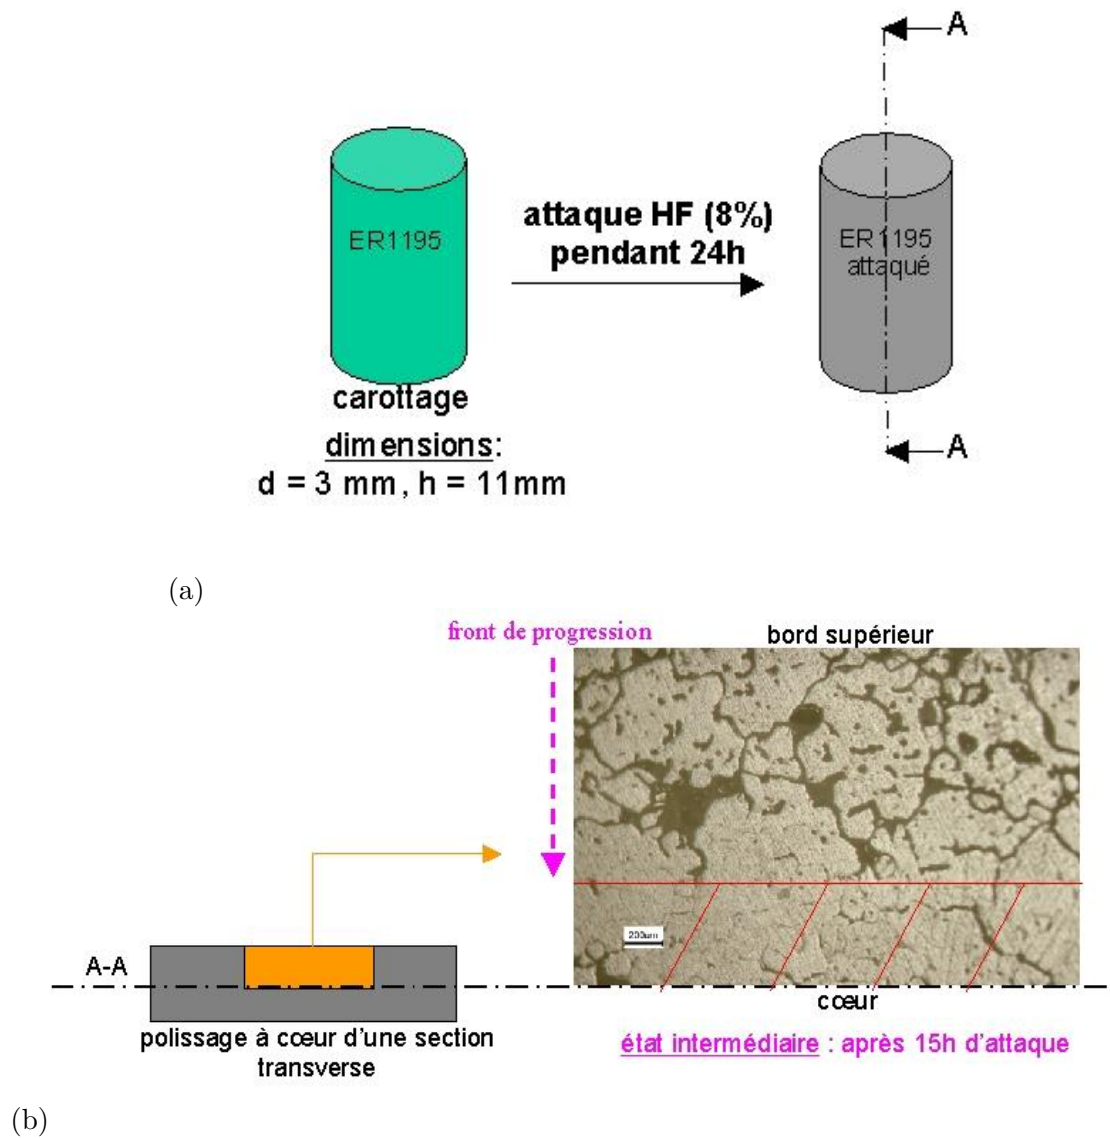 A
ER1195
attaque HF (8%)
pendant 24h
ER1195
attaqué
carottage
dimensions:
d = 3 mm, h = 11mm
A
(a)
front de progression
bord supérieur
200um
A-A
cœur
polissage à cœur d'une section
transverse
état intermédiaire : après 15h d'attaque
(b)